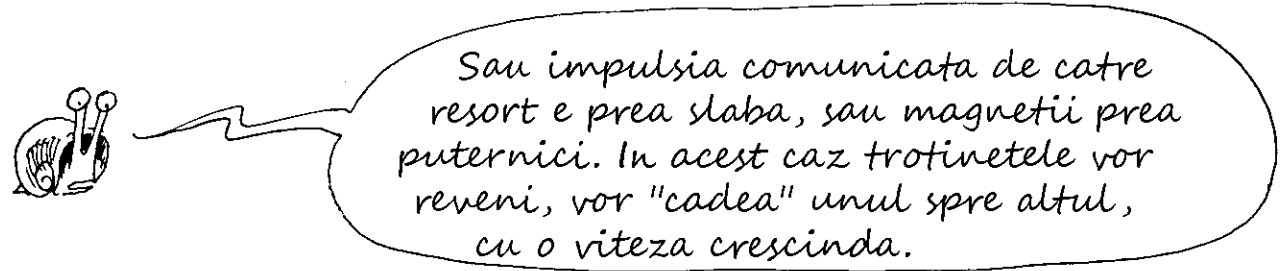 Sau impulsia comunicata de catre
resort e prea slaba, sau magnetii prea
puternici. In acest caz trotinetele vor
reveni, vor "cadea" unul spre altul,
cu o viteza crescinda.